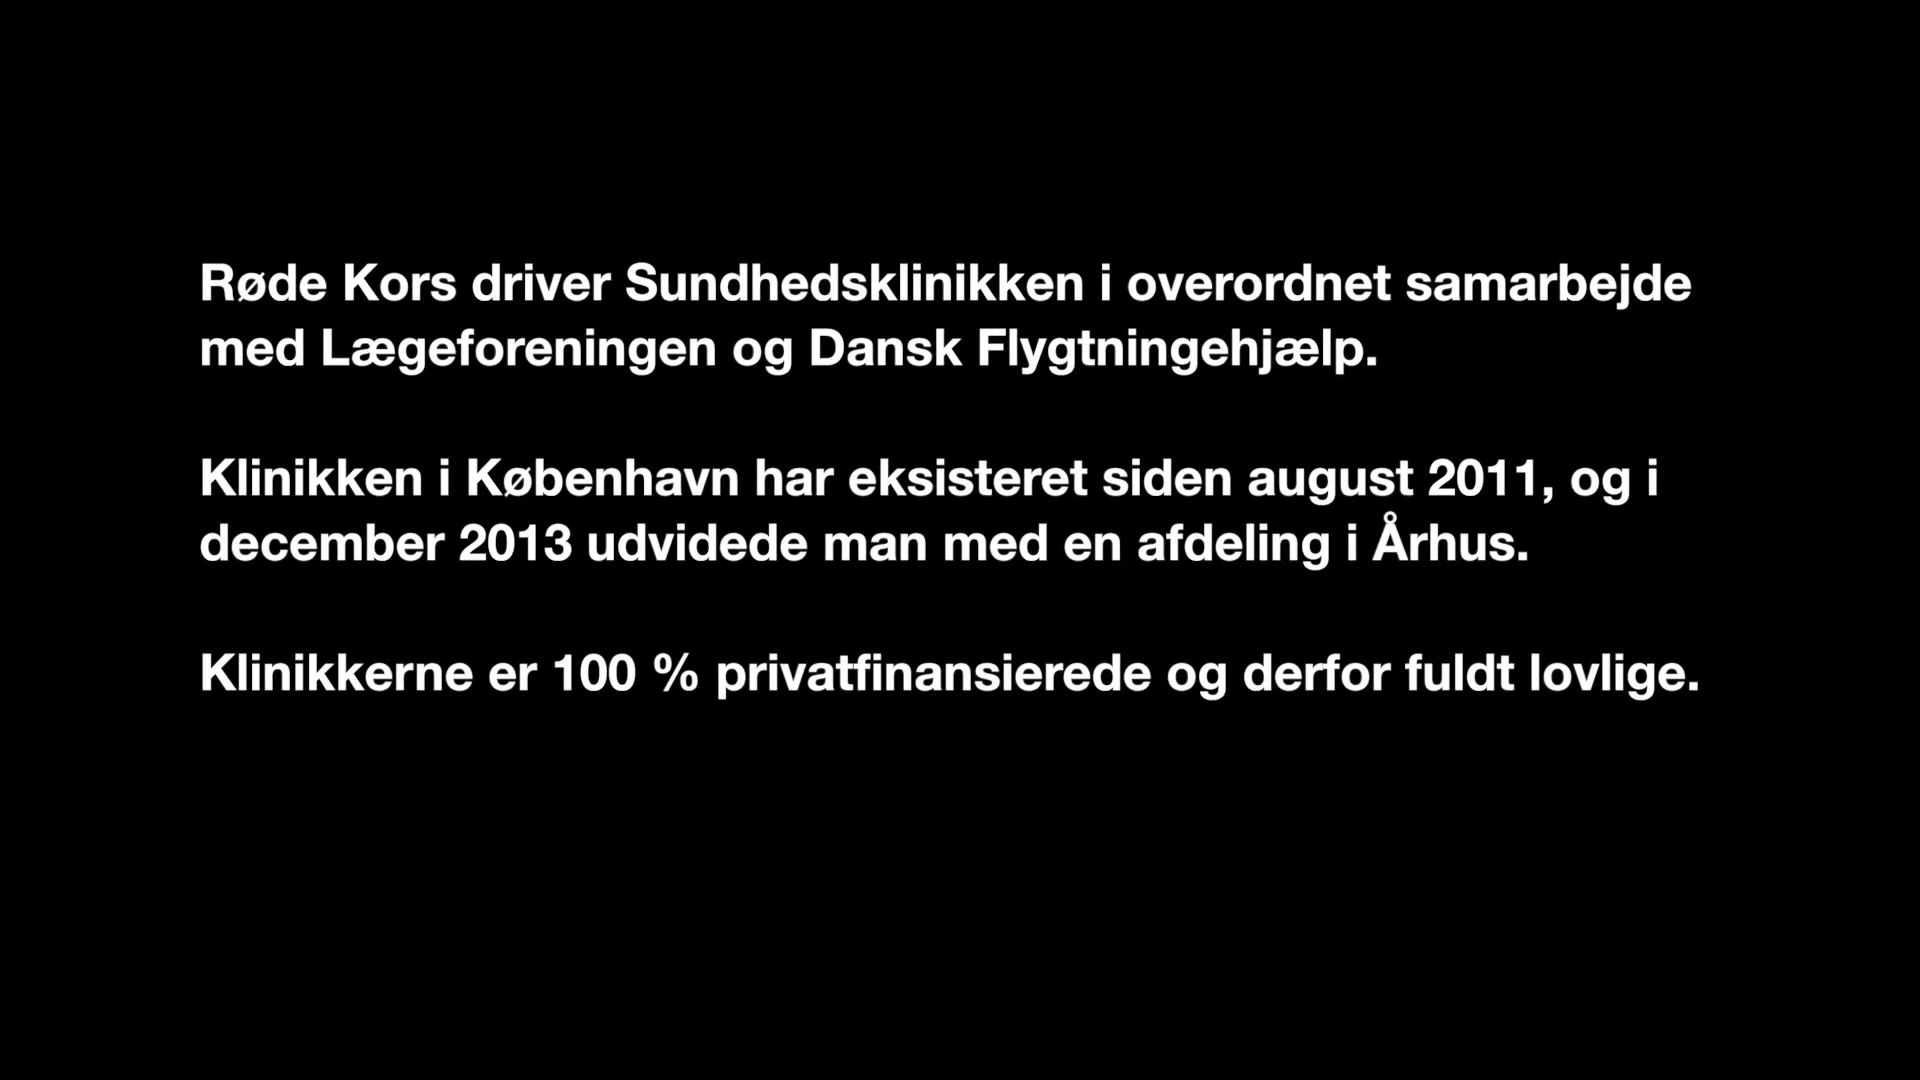 Røde Kors driver Sundhedsklinikken i overordnet samarbejde
med Lægeforeningen og Dansk Flygtningehjælp.
Klinikken i København har eksisteret siden august 2011, og i
december 2013 udvidede man med en afdeling i Århus.
Klinikkerne er 100 % privatfinansierede og derfor fuldt lovlige.